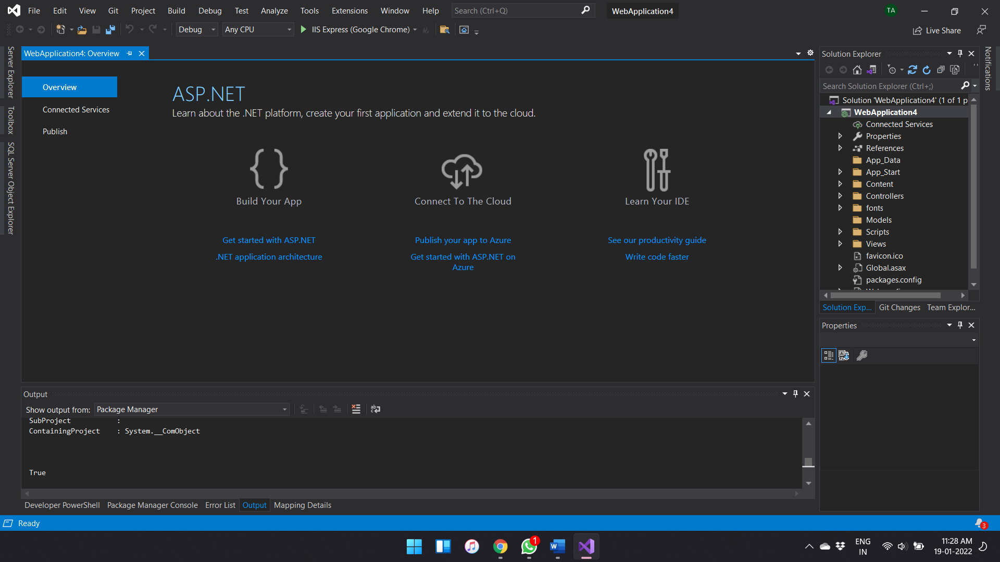 File Edit View Git Project Build Debug Test Analyze Tools Extensions Window Help Search (Ctrl+Q) WebApplication4 TA
Debug Any CPU IIS Express (Google Chrome) Live Share
Server Explorer
Toolbox
SQL Server Object Explorer
WebApplication4: Overview
Overview
Connected Services
Publish
ASP.NET
Learn about the .NET platform, create your first application and extend it to the cloud.
Build Your App
Connect To The Cloud
Learn Your IDE
Get started with ASP.NET
.NET application architecture
Publish your app to Azure
Get started with ASP.NET on
Azure
See our productivity guide
Write code faster
Solution Explorer
Search Solution Explorer (Ctrl+;)
Solution 'WebApplication4' (1 of 1 p
WebApplication4
Connected Services
Properties
References
App_Data
App_Start
Content
Controllers
fonts
Models
Scripts
Views
favicon.ico
Global.asax
packages.config
Solution Exp... Git Changes Team Explor...
Notifications
Properties
Output
Show output from: Package Manager
SubProject :
ContainingProject : System.__ComObject
True
Developer PowerShell Package Manager Console Error List Output Mapping Details
Ready 3
1
W
ENG
IN
11:28 AM
19-01-2022